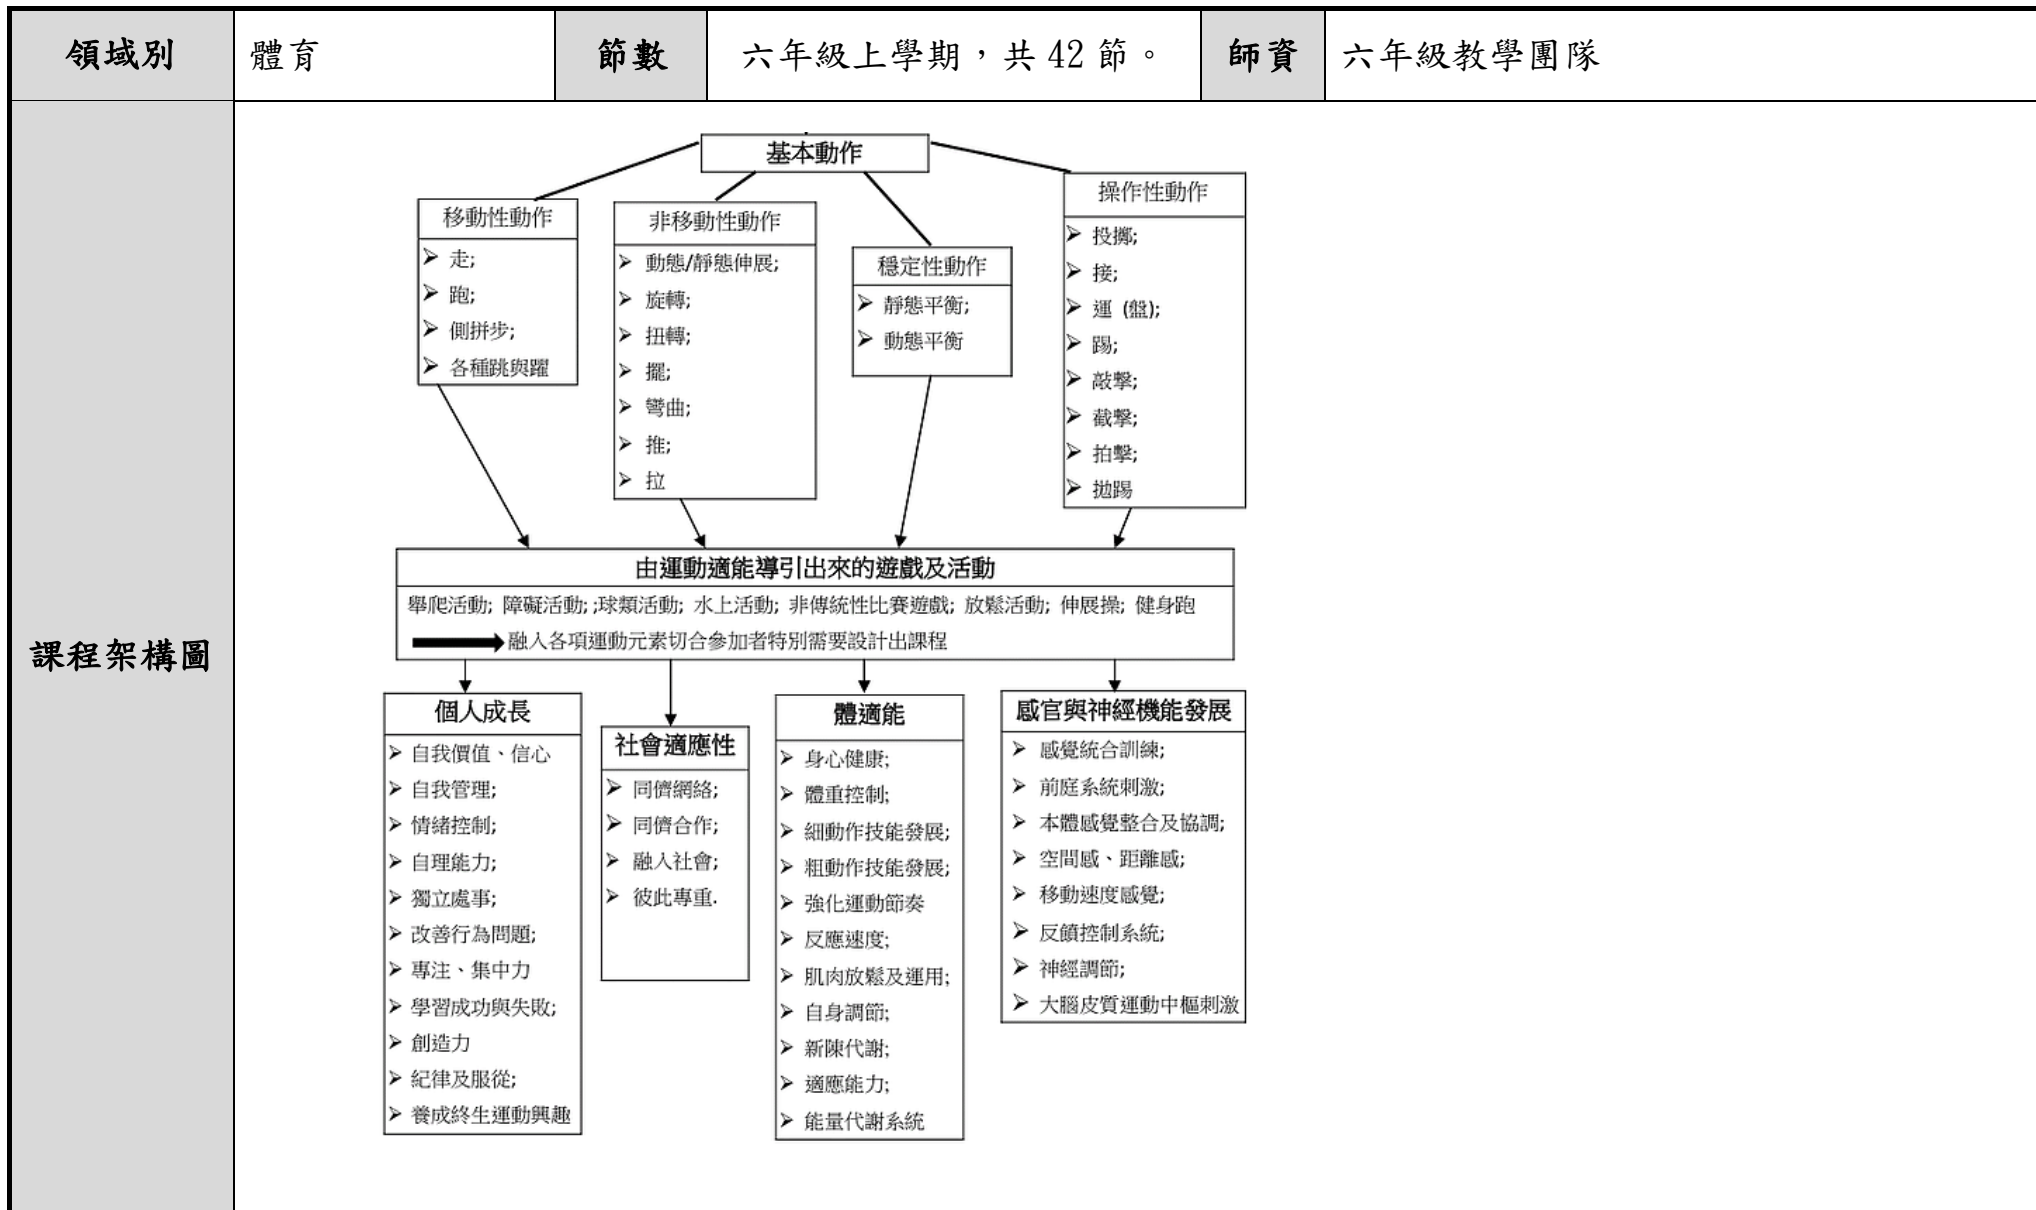 領域別 體育 節數 六年級上學期，共 42 節。 師資 六年級教學團隊
課程架構圖
基本動作
移動性動作
➢ 走;
➢ 跑;
➢ 側拼步;
➢ 各種跳與躍
非移動性動作
➢ 動態/靜態伸展;
➢ 旋轉;
➢ 扭轉;
➢ 擺;
➢ 彎曲;
➢ 推;
➢ 拉
穩定性動作
➢ 靜態平衡;
➢ 動態平衡
操作性動作
➢ 投擲;
➢ 接;
➢ 運 (盤);
➢ 踢;
➢ 敲擊;
➢ 截擊;
➢ 拍擊;
➢ 拋踢
由運動適能導引出來的遊戲及活動
舉爬活動; 障礙活動; ;球類活動; 水上活動; 非傳統性比賽遊戲; 放鬆活動; 伸展操; 健身跑
融入各項運動元素切合參加者特別需要設計出課程
個人成長
➢ 自我價值、信心
➢ 自我管理;
➢ 情緒控制;
➢ 自理能力;
➢ 獨立處事;
➢ 改善行為問題;
➢ 專注、集中力
➢ 學習成功與失敗;
➢ 創造力
➢ 紀律及服從;
➢ 養成終生運動興趣
社會適應性
➢ 同儕網絡;
➢ 同儕合作;
➢ 融入社會;
➢ 彼此專重.
體適能
➢ 身心健康;
➢ 體重控制;
➢ 細動作技能發展;
➢ 粗動作技能發展;
➢ 強化運動節奏
➢ 反應速度;
➢ 肌肉放鬆及運用;
➢ 自身調節;
➢ 新陳代謝;
➢ 適應能力;
➢ 能量代謝系統
感官與神經機能發展
➢ 感覺統合訓練;
➢ 前庭系統刺激;
➢ 本體感覺整合及協調;
➢ 空間感、距離感;
➢ 移動速度感覺;
➢ 反饋控制系統;
➢ 神經調節;
➢ 大腦皮質運動中樞刺激